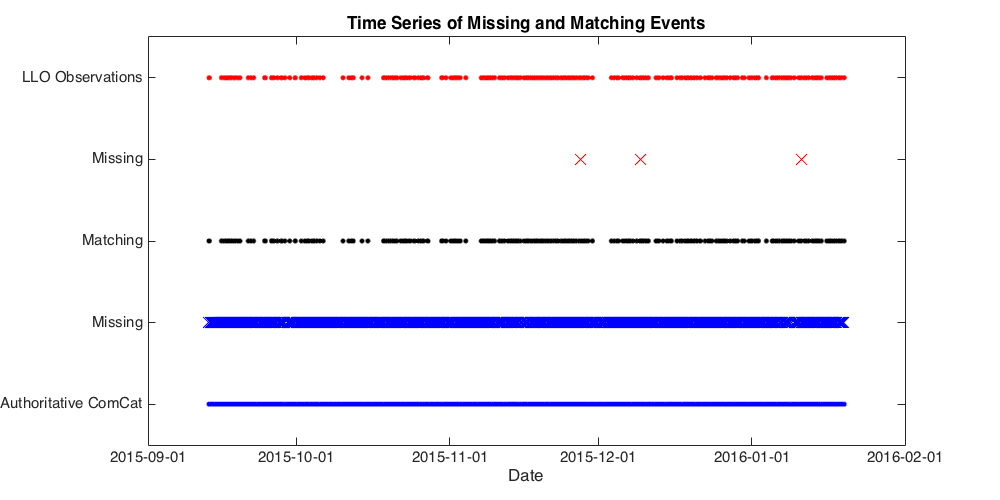 Time Series of Missing and Matching Events
LLO Observations
Missing
Matching
Missing
Authoritative ComCat
2015-09-01 2015-10-01 2015-11-01 2015-12-01 2016-01-01 2016-02-01
Date